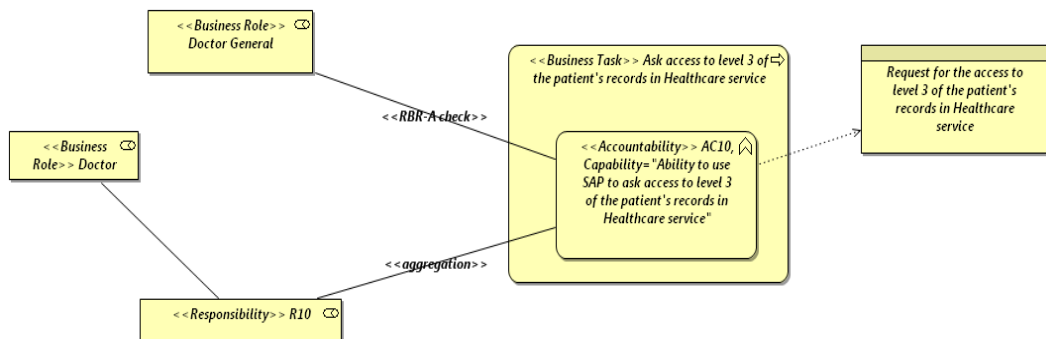 <<Business Role>>
Doctor General
<<Business Task>> Ask access to level 3 of
the patient's records in Healthcare service
Request for the access to
level 3 of the patient's
records in Healthcare
service
<<RBR-A check>>
<<Business
Role>> Doctor
<<Accountability>> AC10,
Capability="Ability to use
SAP to ask access to level 3
of the patient's records in
Healthcare service"
<<aggregation>>
<<Responsibility>> R10